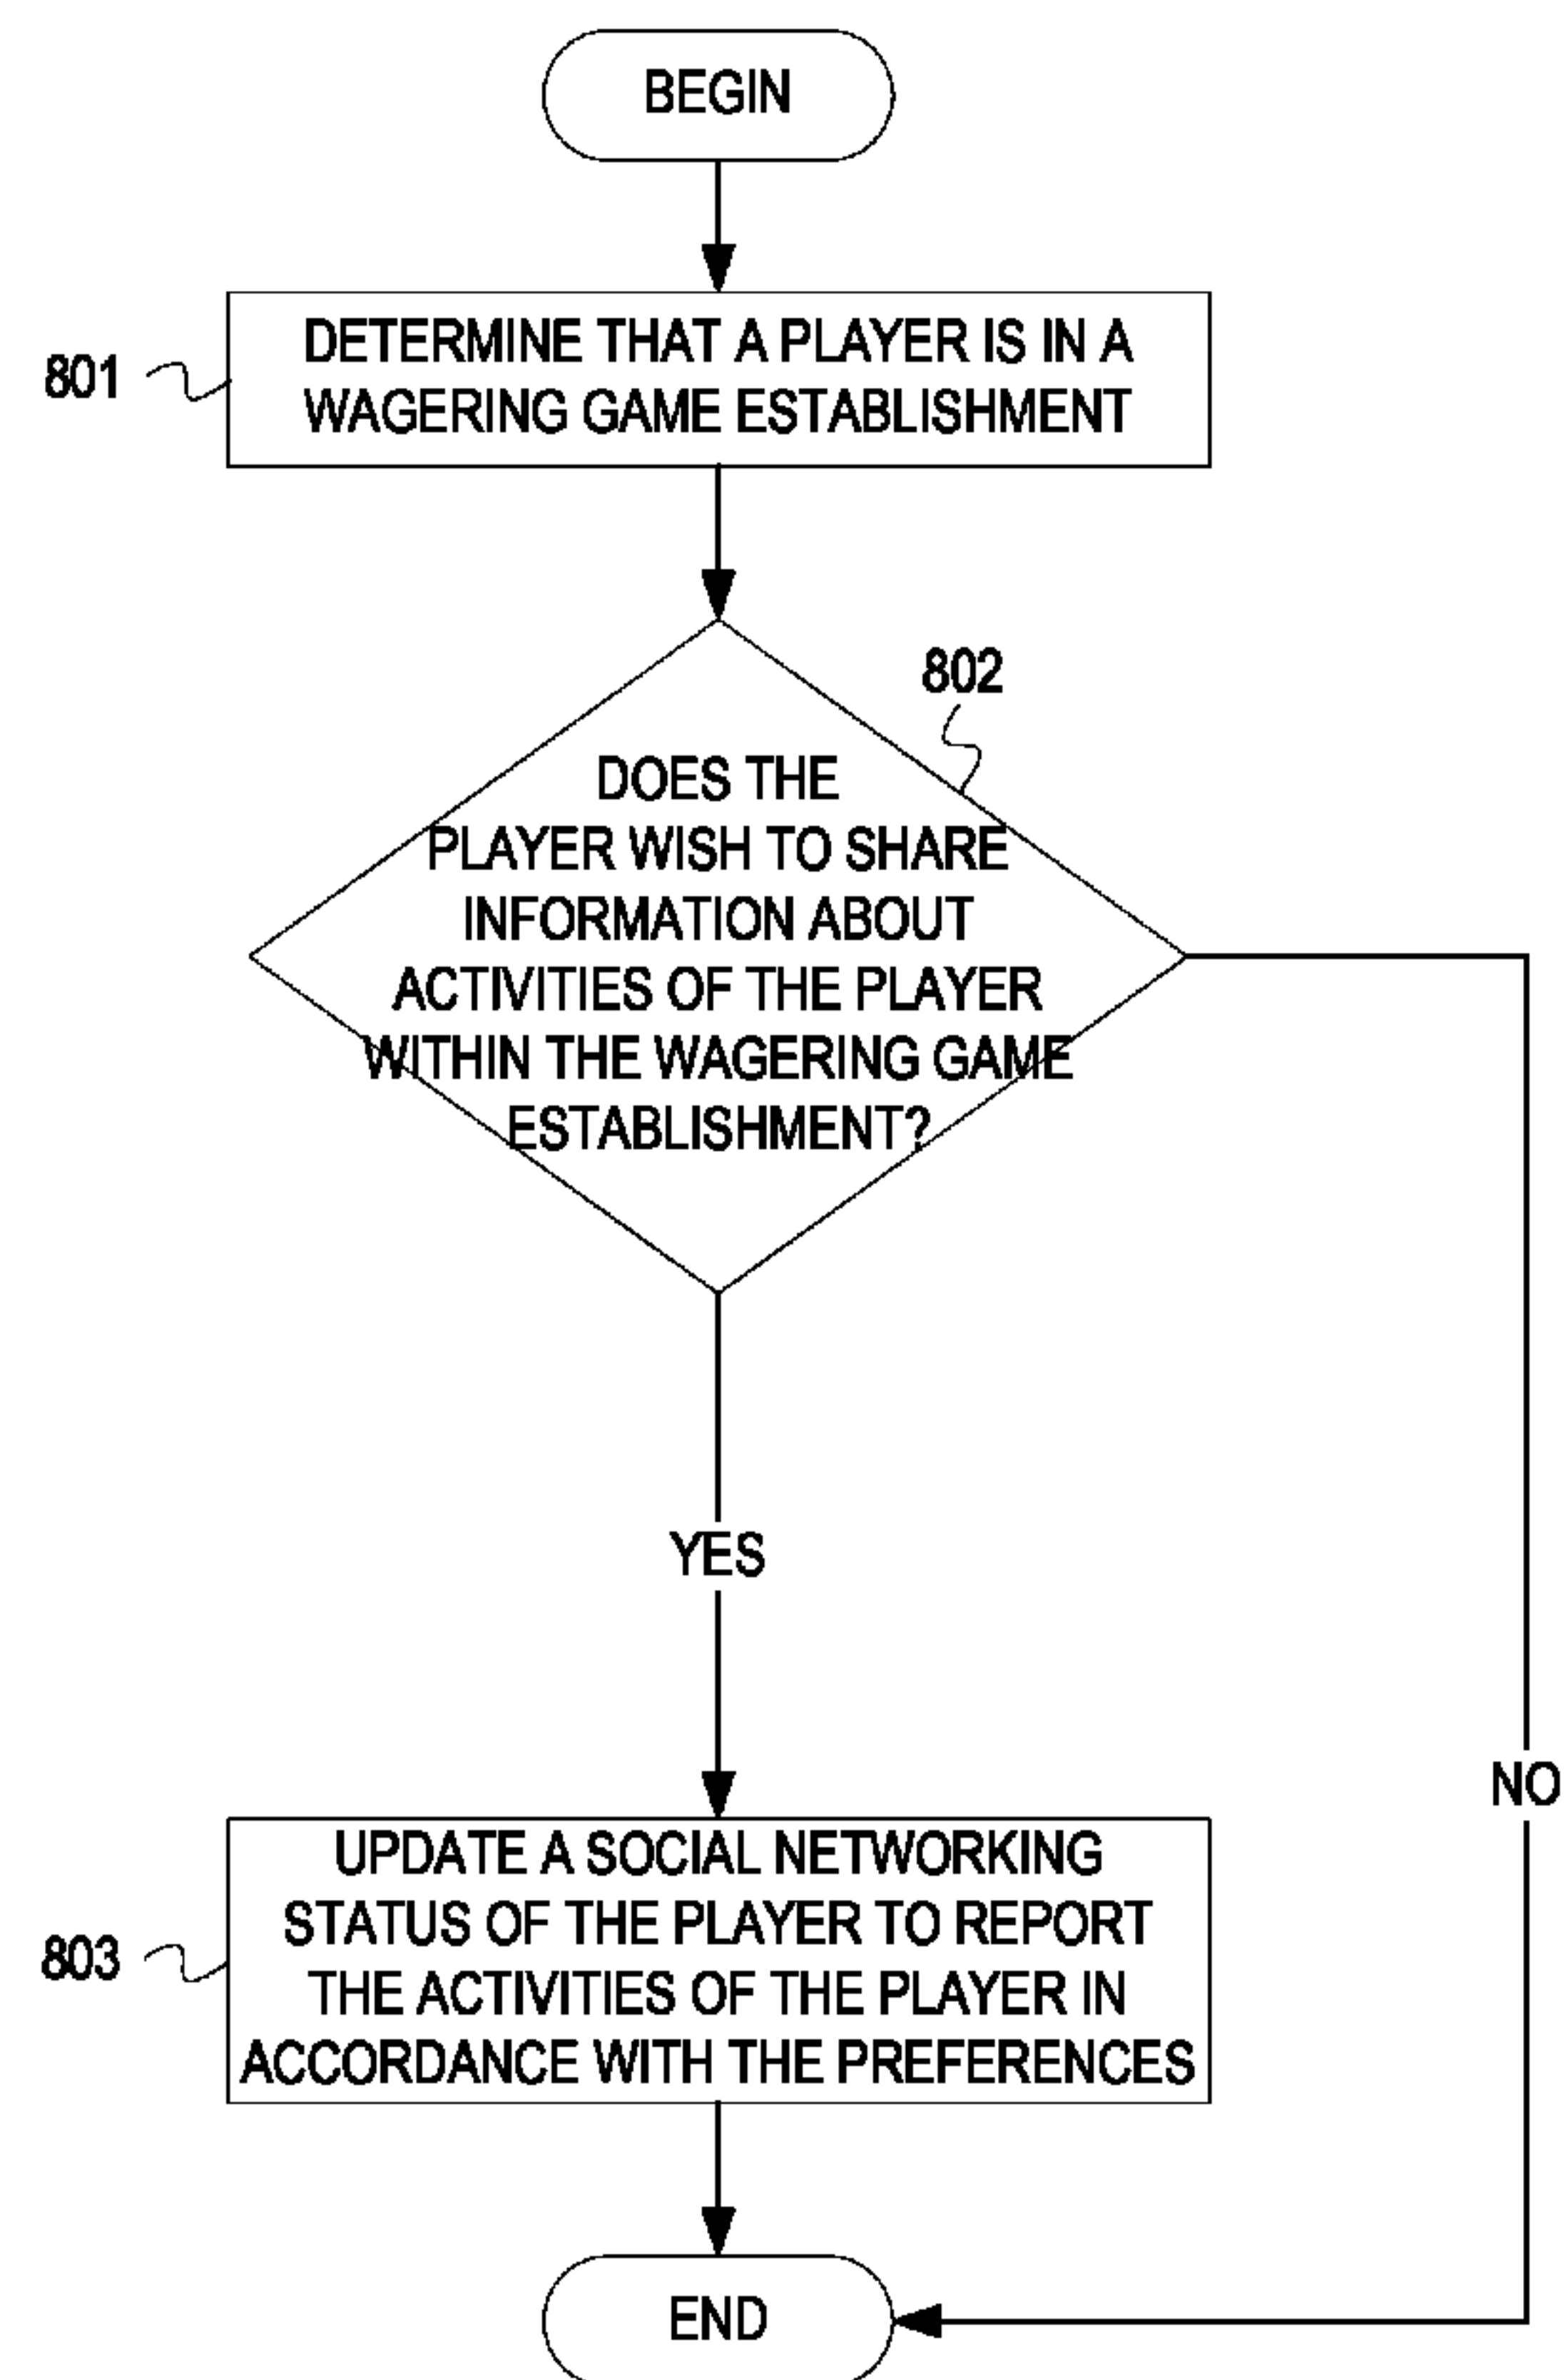 BEGIN
801
DETERMINE THAT A PLAYER IS IN A
WAGERING GAME ESTABLISHMENT
802
DOES THE
PLAYER WISH TO SHARE
INFORMATION ABOUT
ACTIVITIES OF THE PLAYER
WITHIN THE WAGERING GAME
ESTABLISHMENT?
YES
NO
803
UPDATE A SOCIAL NETWORKING
STATUS OF THE PLAYER TO REPORT
THE ACTIVITIES OF THE PLAYER IN
ACCORDANCE WITH THE PREFERENCES
END